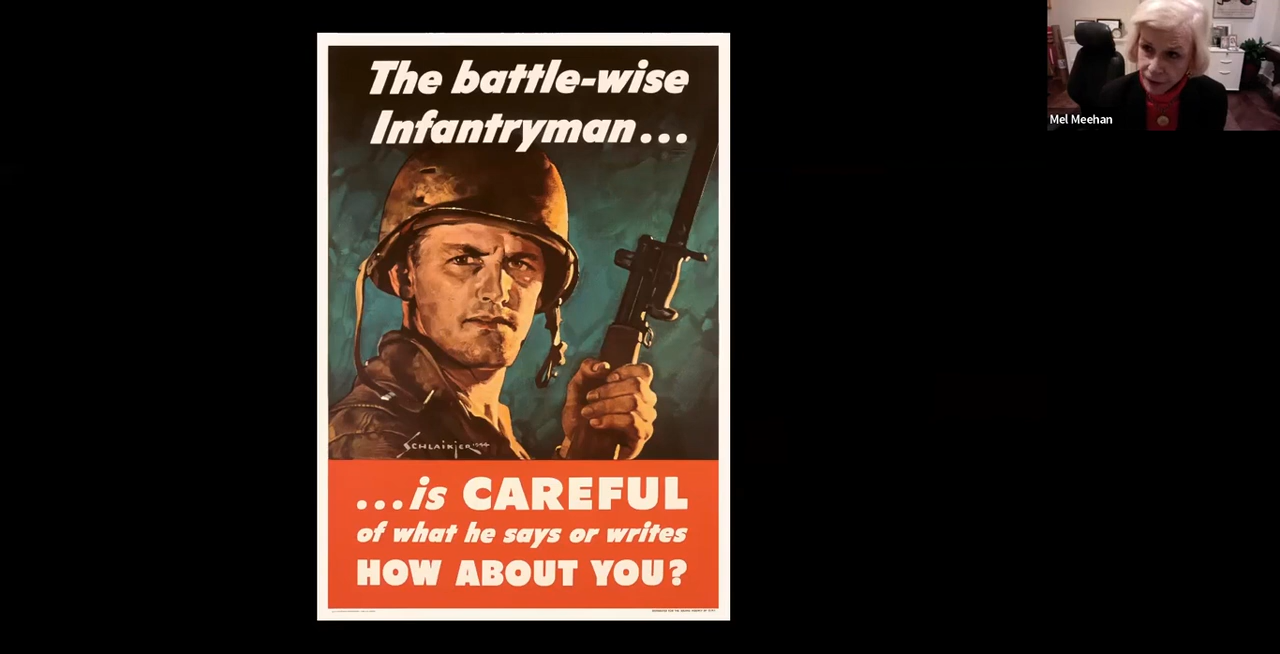 The battle-wise
Infantryman...
SCHLAIKJER 1944
...is CAREFUL
of what he says or writes
HOW ABOUT YOU?
Mel Meehan